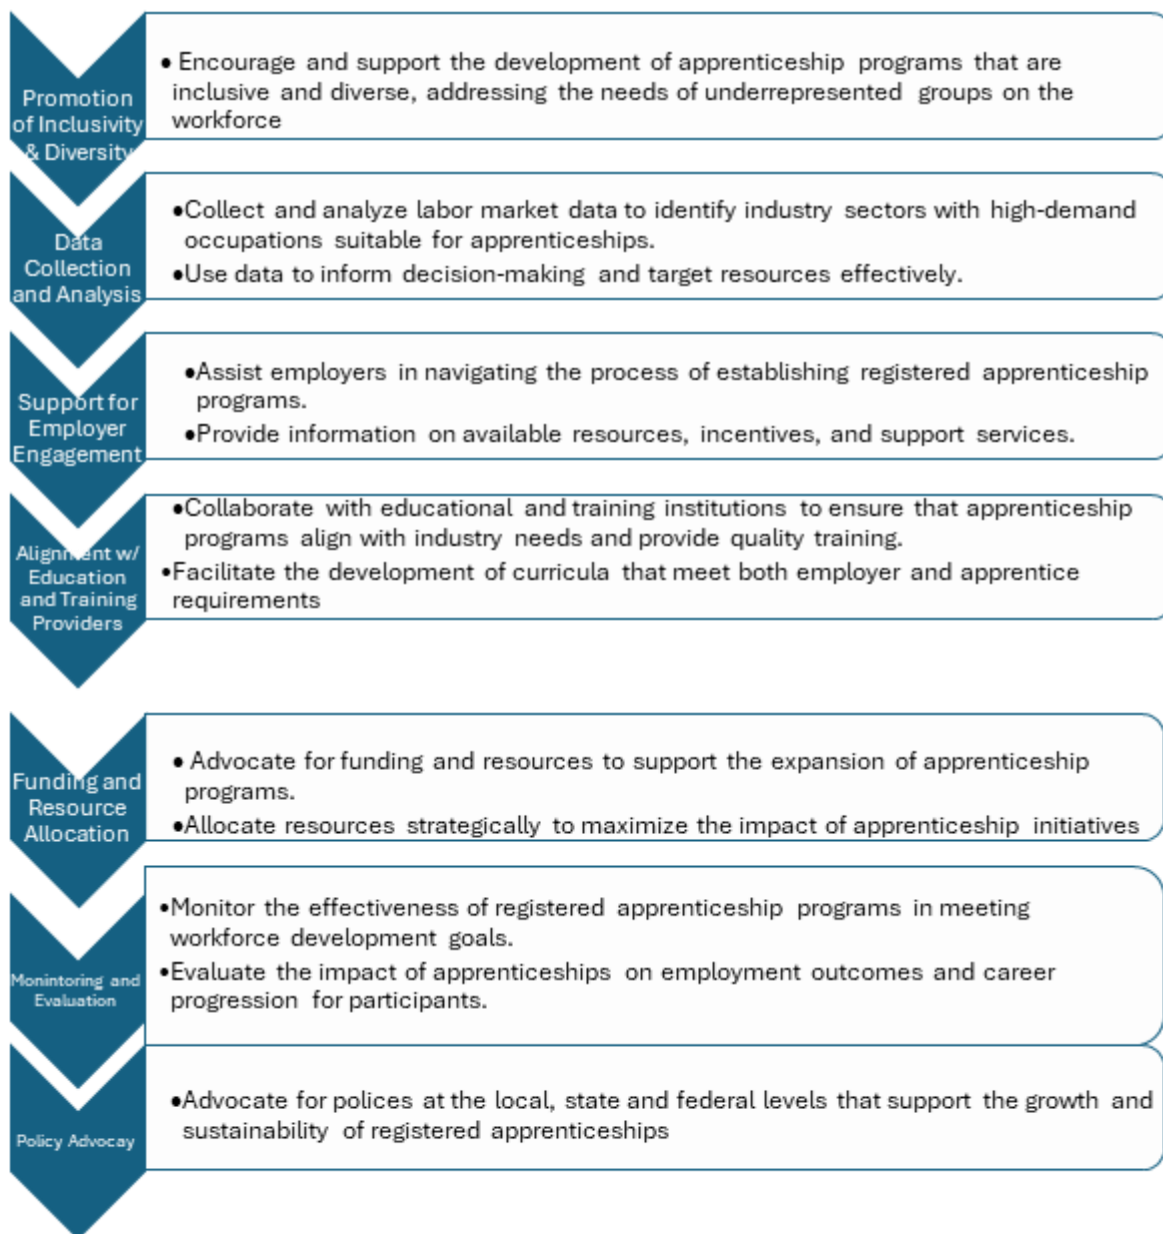 Promotion
of Inclusivity
& Diversity
• Encourage and support the development of apprenticeship programs that are
inclusive and diverse, addressing the needs of underrepresented groups on the
workforce
Data
Collection
and Analysis
•Collect and analyze labor market data to identify industry sectors with high-demand
occupations suitable for apprenticeships.
•Use data to inform decision-making and target resources effectively.
Support for
Employer
Engagement
•Assist employers in navigating the process of establishing registered apprenticeship
programs.
•Provide information on available resources, incentives, and support services.
Alignment w/
Education
and Training
Providers
•Collaborate with educational and training institutions to ensure that apprenticeship
programs align with industry needs and provide quality training.
•Facilitate the development of curricula that meet both employer and apprentice
requirements
Funding and
Resource
Allocation
• Advocate for funding and resources to support the expansion of apprenticeship
programs.
•Allocate resources strategically to maximize the impact of apprenticeship initiatives
Monintoring and
Evaluation
•Monitor the effectiveness of registered apprenticeship programs in meeting
workforce development goals.
•Evaluate the impact of apprenticeships on employment outcomes and career
progression for participants.
Policy Advocay
•Advocate for polices at the local, state and federal levels that support the growth and
sustainability of registered apprenticeships